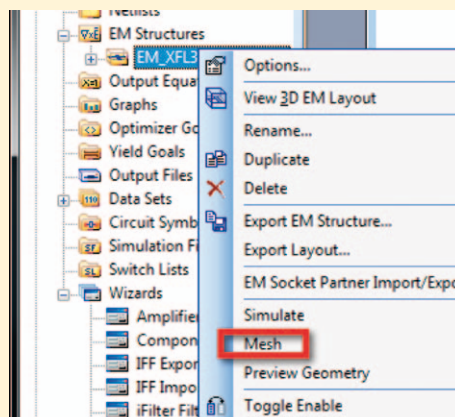 Netlists
EM Structures
EM_XFL3
Options...
Output Equa
View 3D EM Layout
Graphs
Optimizer Go
Rename...
Yield Goals
Duplicate
Output Files
Delete
Data Sets
Circuit Symb
Export EM Structure...
Simulation Fi
Export Layout...
Switch Lists
EM Socket Partner Import/Expo
Wizards
Simulate
Amplifie
Mesh
Compon
IFF Expor
Preview Geometry
IFF Impo
iFilter Filt
Toggle Enable